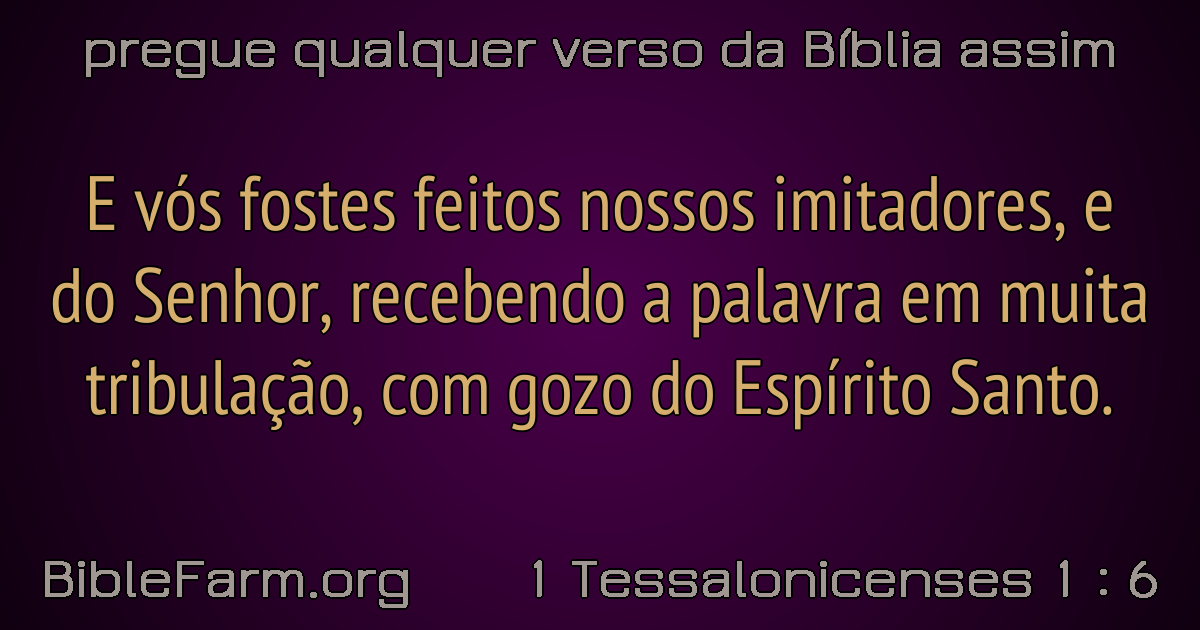 pregue qualquer verso da Bíblia assim
E vós fostes feitos nossos imitadores, e
do Senhor, recebendo a palavra em muita
tribulação, com gozo do Espírito Santo.
BibleFarm.org 1 Tessalonicenses 1 : 6